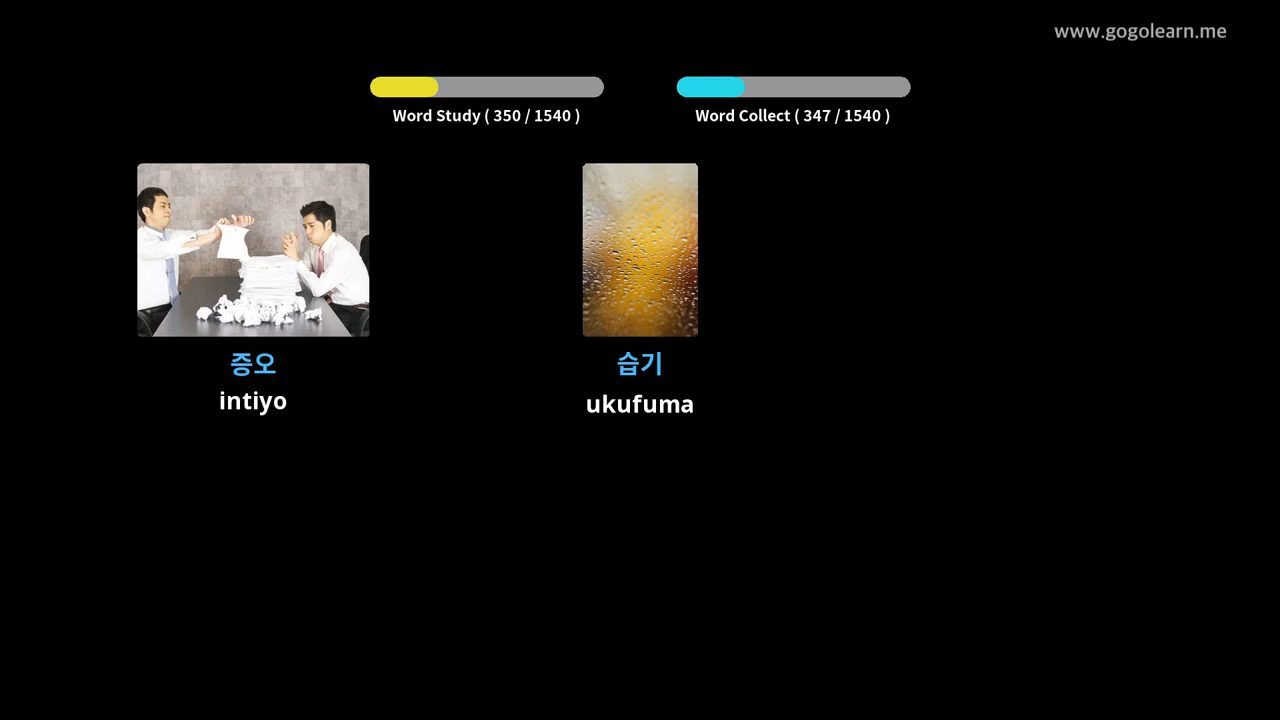 www.gogolearn.me
Word Study ( 350 / 1540 )
Word Collect ( 347 / 1540 )
증오
intiyo
습기
ukufuma